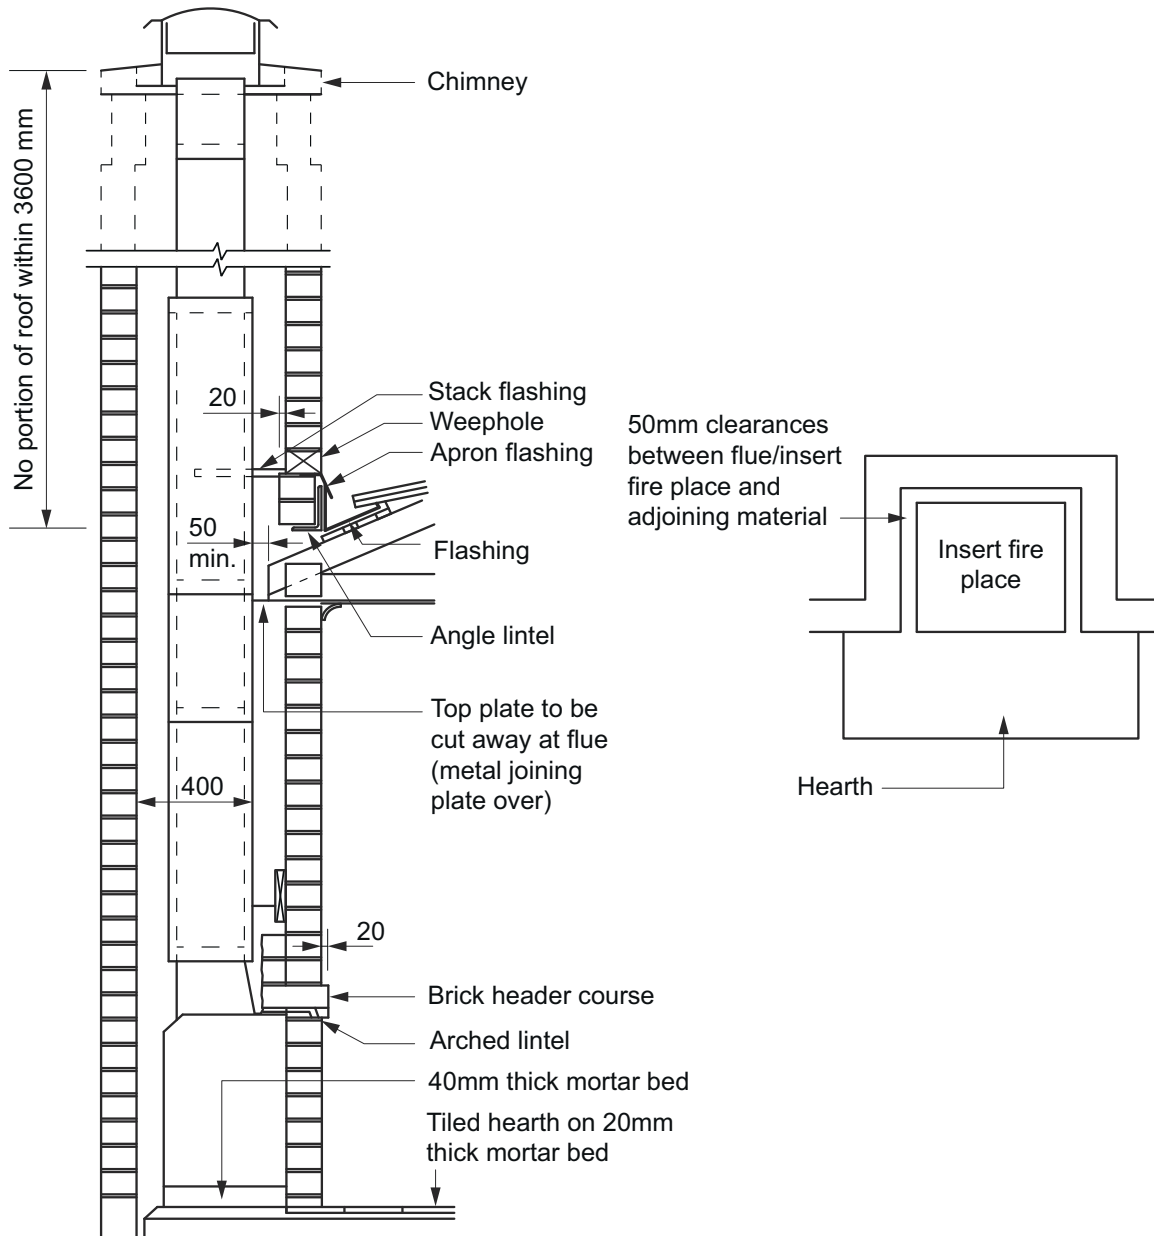 Chimney
No portion of roof within 3600 mm
20
Stack flashing
Weephole
Apron flashing
50
min.
Flashing
Angle lintel
Top plate to be
cut away at flue
(metal joining
plate over)
400
20
Brick header course
Arched lintel
40mm thick mortar bed
Tiled hearth on 20mm
thick mortar bed
50mm clearances
between flue/insert
fire place and
adjoining material
Insert fire
place
Hearth